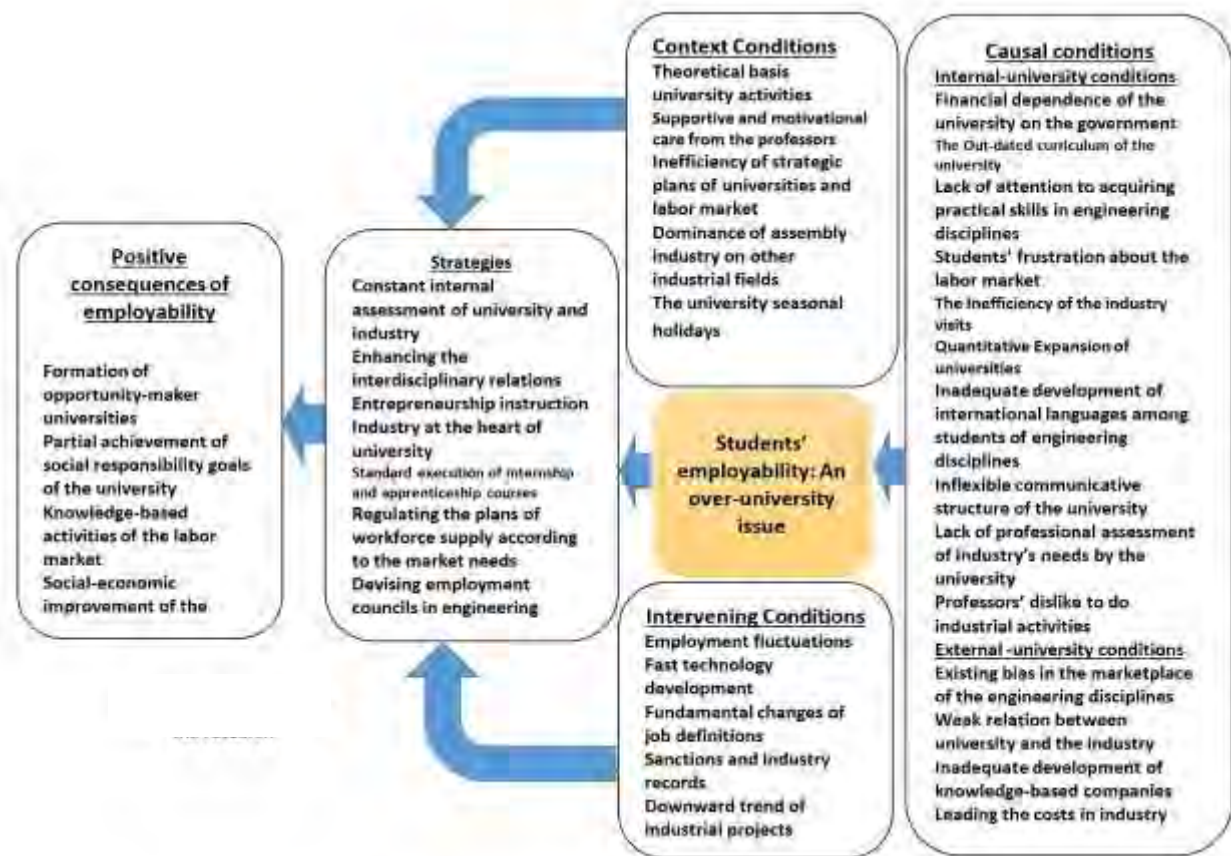 Positive
consequences of
employability
Formation of
opportunity-maker
universities
Partial achievement of
social responsibility goals
of the university
Knowledge-based
activities of the labor
market
Social-economic
improvement of the
Strategies
Constant internal
assessment of university and
industry
Enhancing the
interdisciplinary relations
Entrepreneurship instruction
Industry at the heart of
university
Standard execution of internship
and apprenticeship courses
Regulating the plans of
workforce supply according
to the market needs
Devising employment
councils in engineering
Context Conditions
Theoretical basis
university activities
Supportive and motivational
care from the professors
Inefficiency of strategic
plans of universities and
labor market
Dominance of assembly
industry on other
industrial fields
The university seasonal
holidays
Students'
employability: An
over-university
issue
Intervening Conditions
Employment fluctuations
Fast technology
development
Fundamental changes of
job definitions
Sanctions and industry
records
Downward trend of
industrial projects
Causal conditions
Internal-university conditions
Financial dependence of the
university on the government
The Out-dated curriculum of the
university
Lack of attention to acquiring
practical skills in engineering
disciplines
Students' frustration about the
labor market
The Inefficiency of the industry
visits
Quantitative Expansion of
universities
Inadequate development of
international languages among
students of engineering
disciplines
Inflexible communicative
structure of the university
Lack of professional assessment
of industry's needs by the
university
Professors' dislike to do
industrial activities
External -university conditions
Existing bias in the marketplace
of the engineering disciplines
Weak relation between
university and the industry
Inadequate development of
knowledge-based companies
Leading the costs in industry